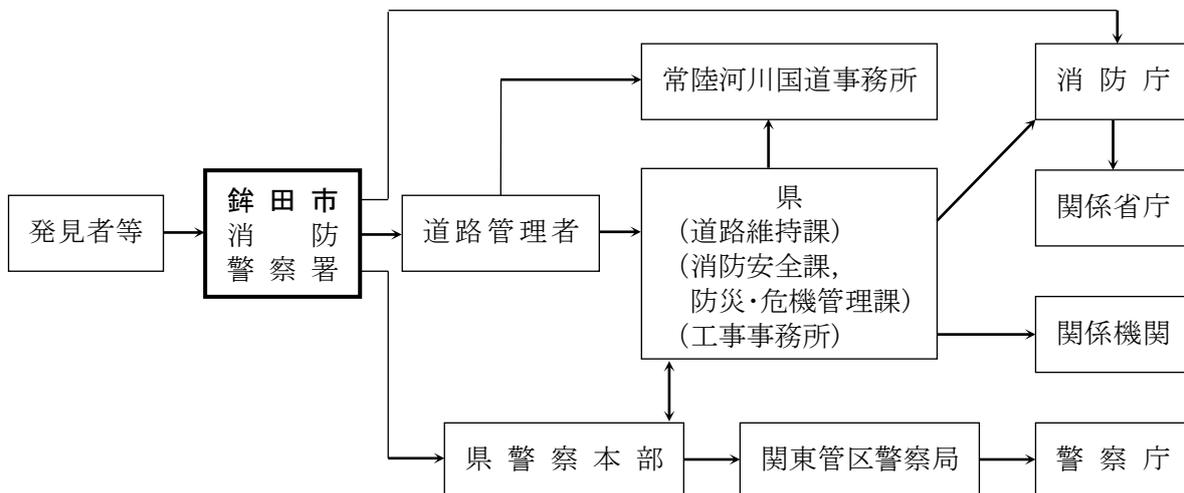 常陸河川国道事務所
消防庁
発見者等
鉾田市
消防
警察署
道路管理者
県
（道路維持課）
（消防安全課，
防災・危機管理課）
（工事事務所）
関係省庁
関係機関
県警察本部
関東管区警察局
警察庁